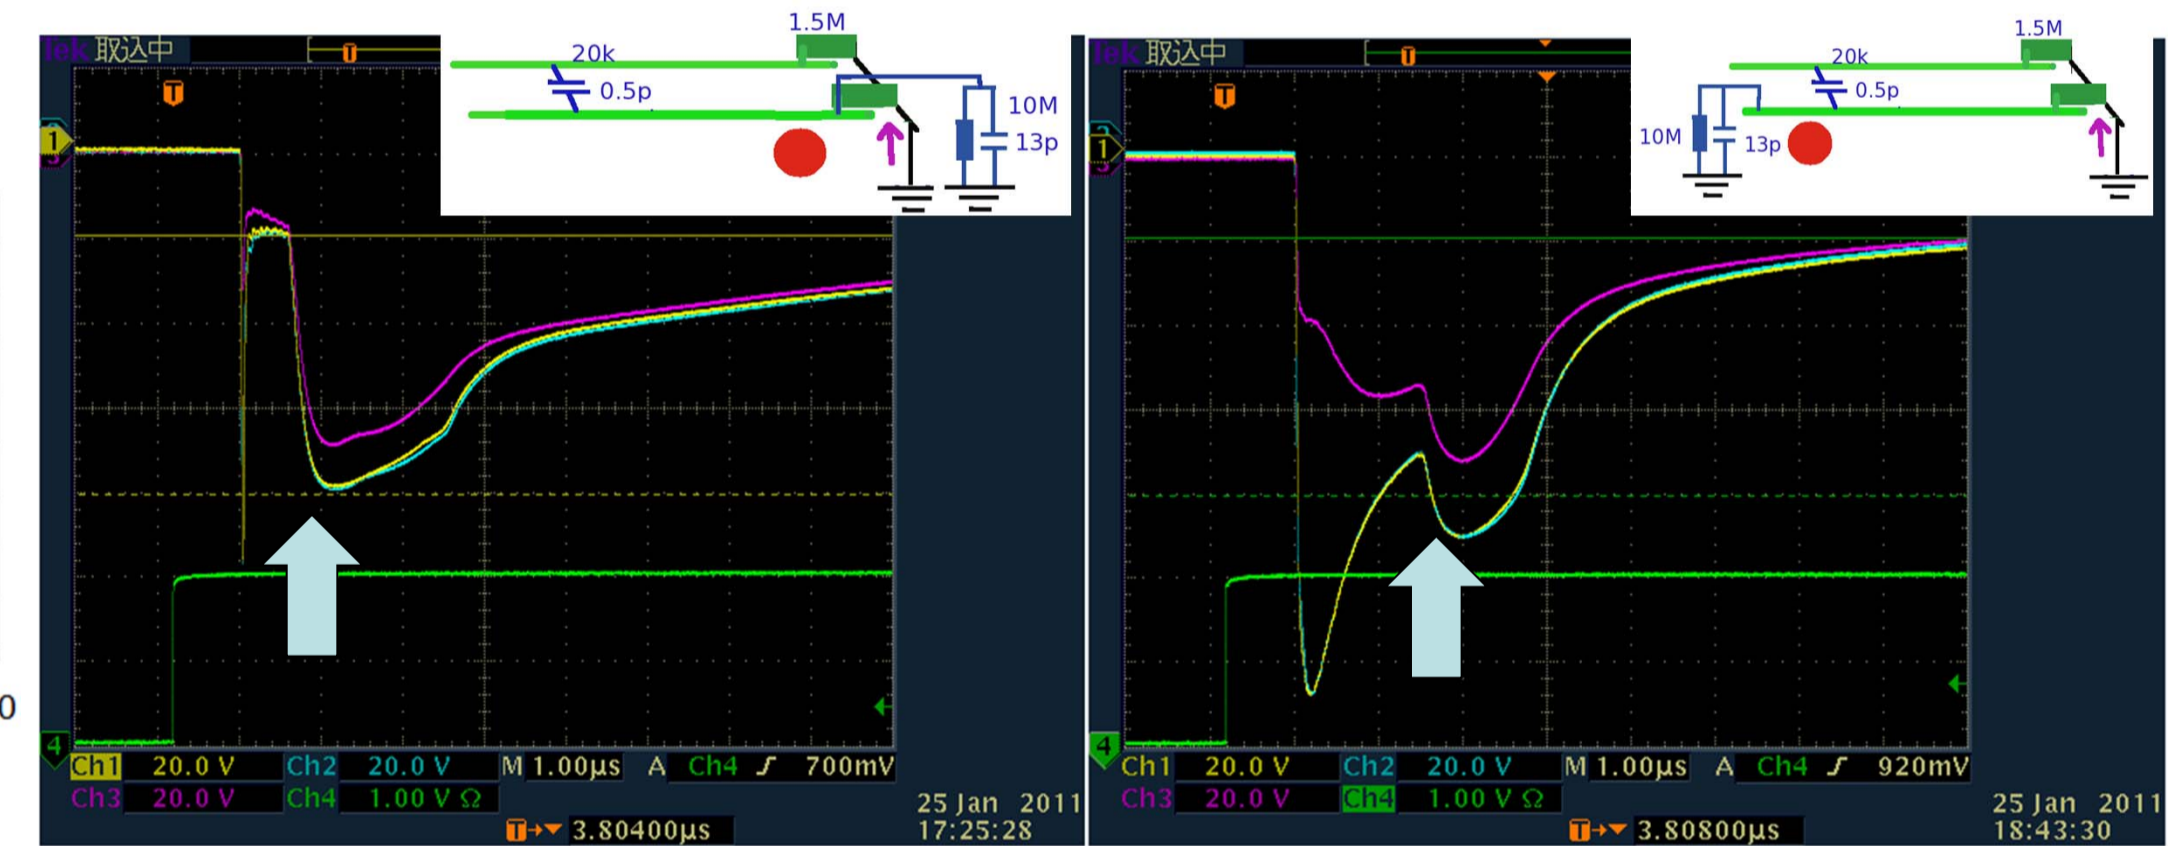 1.5M
20k
0.5p
10M
13p
Tek 取込中
T
T
1
4
Ch1 20.0 V Ch2 20.0 V M 1.00µs A Ch4 ƒ 700mV
Ch3 20.0 V Ch4 1.00 V Ω
25 Jan 2011
T→▼ 3.80400µs 17:25:28
0
1.5M
20k
0.5p
10M
13p
Tek 取込中
T
T
1
4
Ch1 20.0 V Ch2 20.0 V M 1.00µs A Ch4 ƒ 920mV
Ch3 20.0 V Ch4 1.00 V Ω
25 Jan 2011
T→▼ 3.80800µs 18:43:30